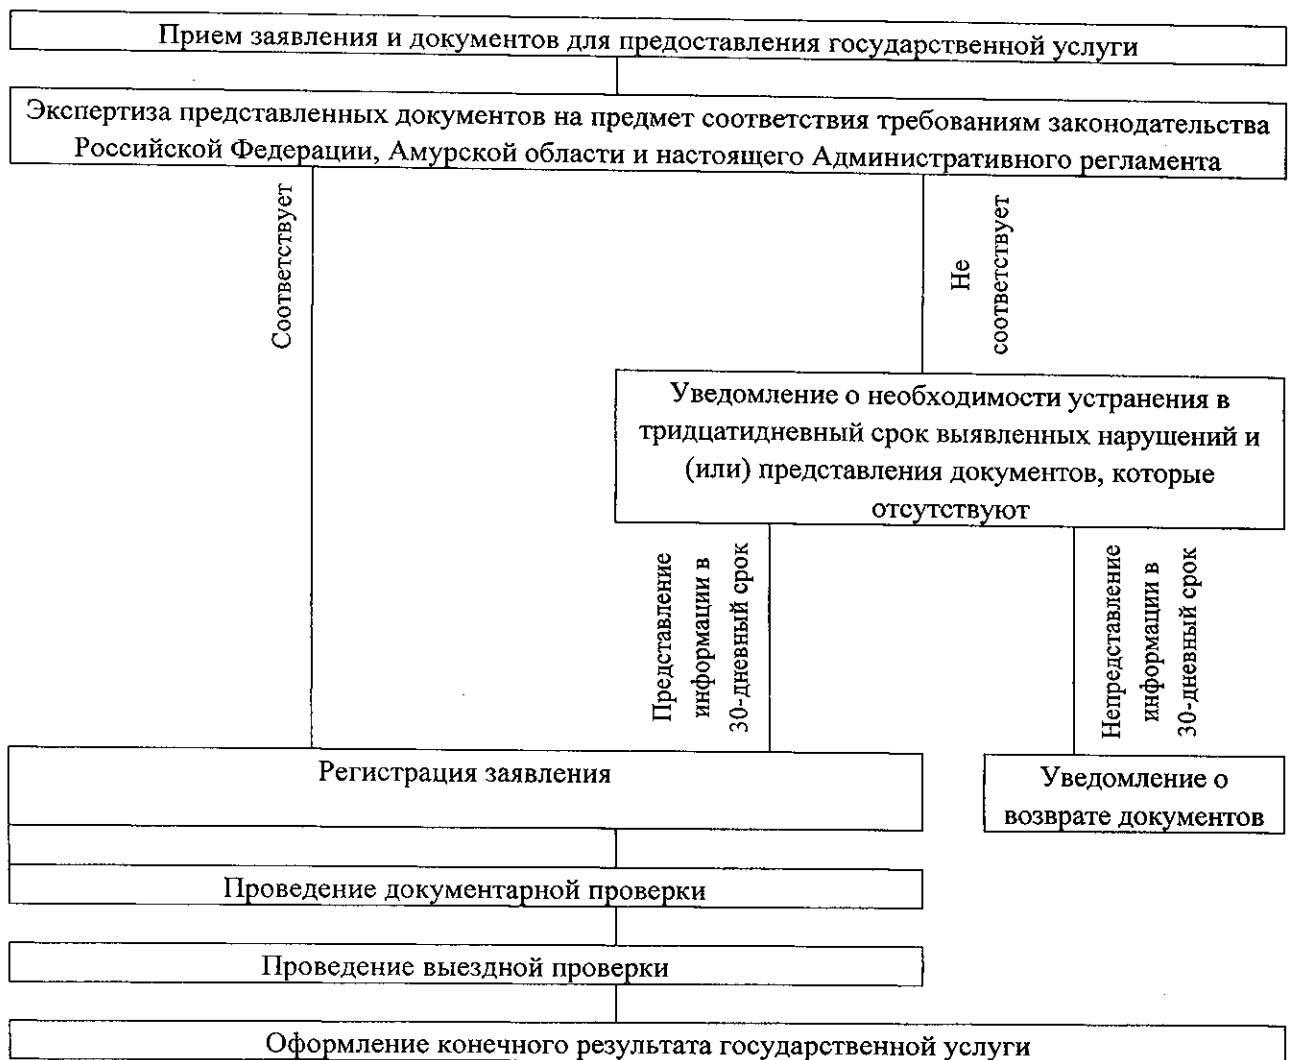 Прием заявления и документов для предоставления государственной услуги
Экспертиза представленных документов на предмет соответствия требованиям законодательства
Российской Федерации, Амурской области и настоящего Административного регламента
Соответствует
Не
соответствует
Уведомление о необходимости устранения в
тридцатидневный срок выявленных нарушений и
(или) представления документов, которые
отсутствуют
Представление
информации в
30-дневный срок
Непредставление
информации в
30-дневный срок
Регистрация заявления
Уведомление о
возврате документов
Проведение документарной проверки
Проведение выездной проверки
Оформление конечного результата государственной услуги